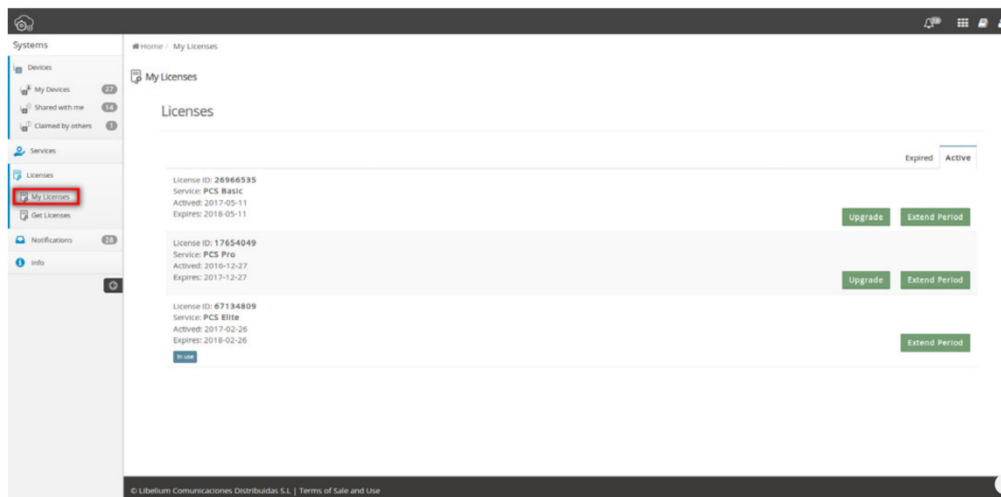 Systems
Home / My Licenses
Devices
My Devices 27
Shared with me 14
Claimed by others 1
Services
Licenses
My Licenses
Get Licenses
Notifications 28
Info
My Licenses
Licenses
Expired Active
License ID: 26966535
Service: PCS Basic
Actived: 2017-05-11
Expires: 2018-05-11
Upgrade Extend Period
License ID: 17654049
Service: PCS Pro
Actived: 2016-12-27
Expires: 2017-12-27
Upgrade Extend Period
License ID: 67134809
Service: PCS Elite
Actived: 2017-02-26
Expires: 2018-02-26
Extend Period
In use
© Libelium Comunicaciones Distribuidas S.L | Terms of Sale and Use